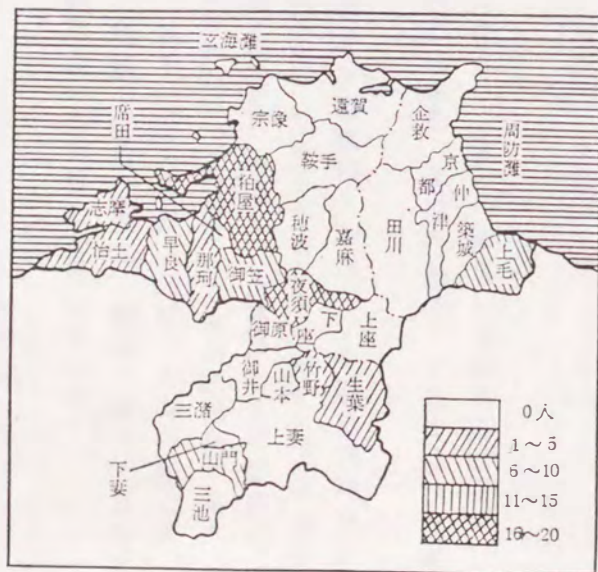 玄海灘
席田
遠賀
企救
宗像
周防灘
鞍手
京都
仲津
粕屋
志摩
穂波
嘉麻
田川
築城
上毛
怡土
早良
那珂
御笠
夜須
下座
上座
御原
御井
山本
竹野
生葉
三潴
上妻
下妻
山門
三池
0人
1～5
6～10
11～15
16～20